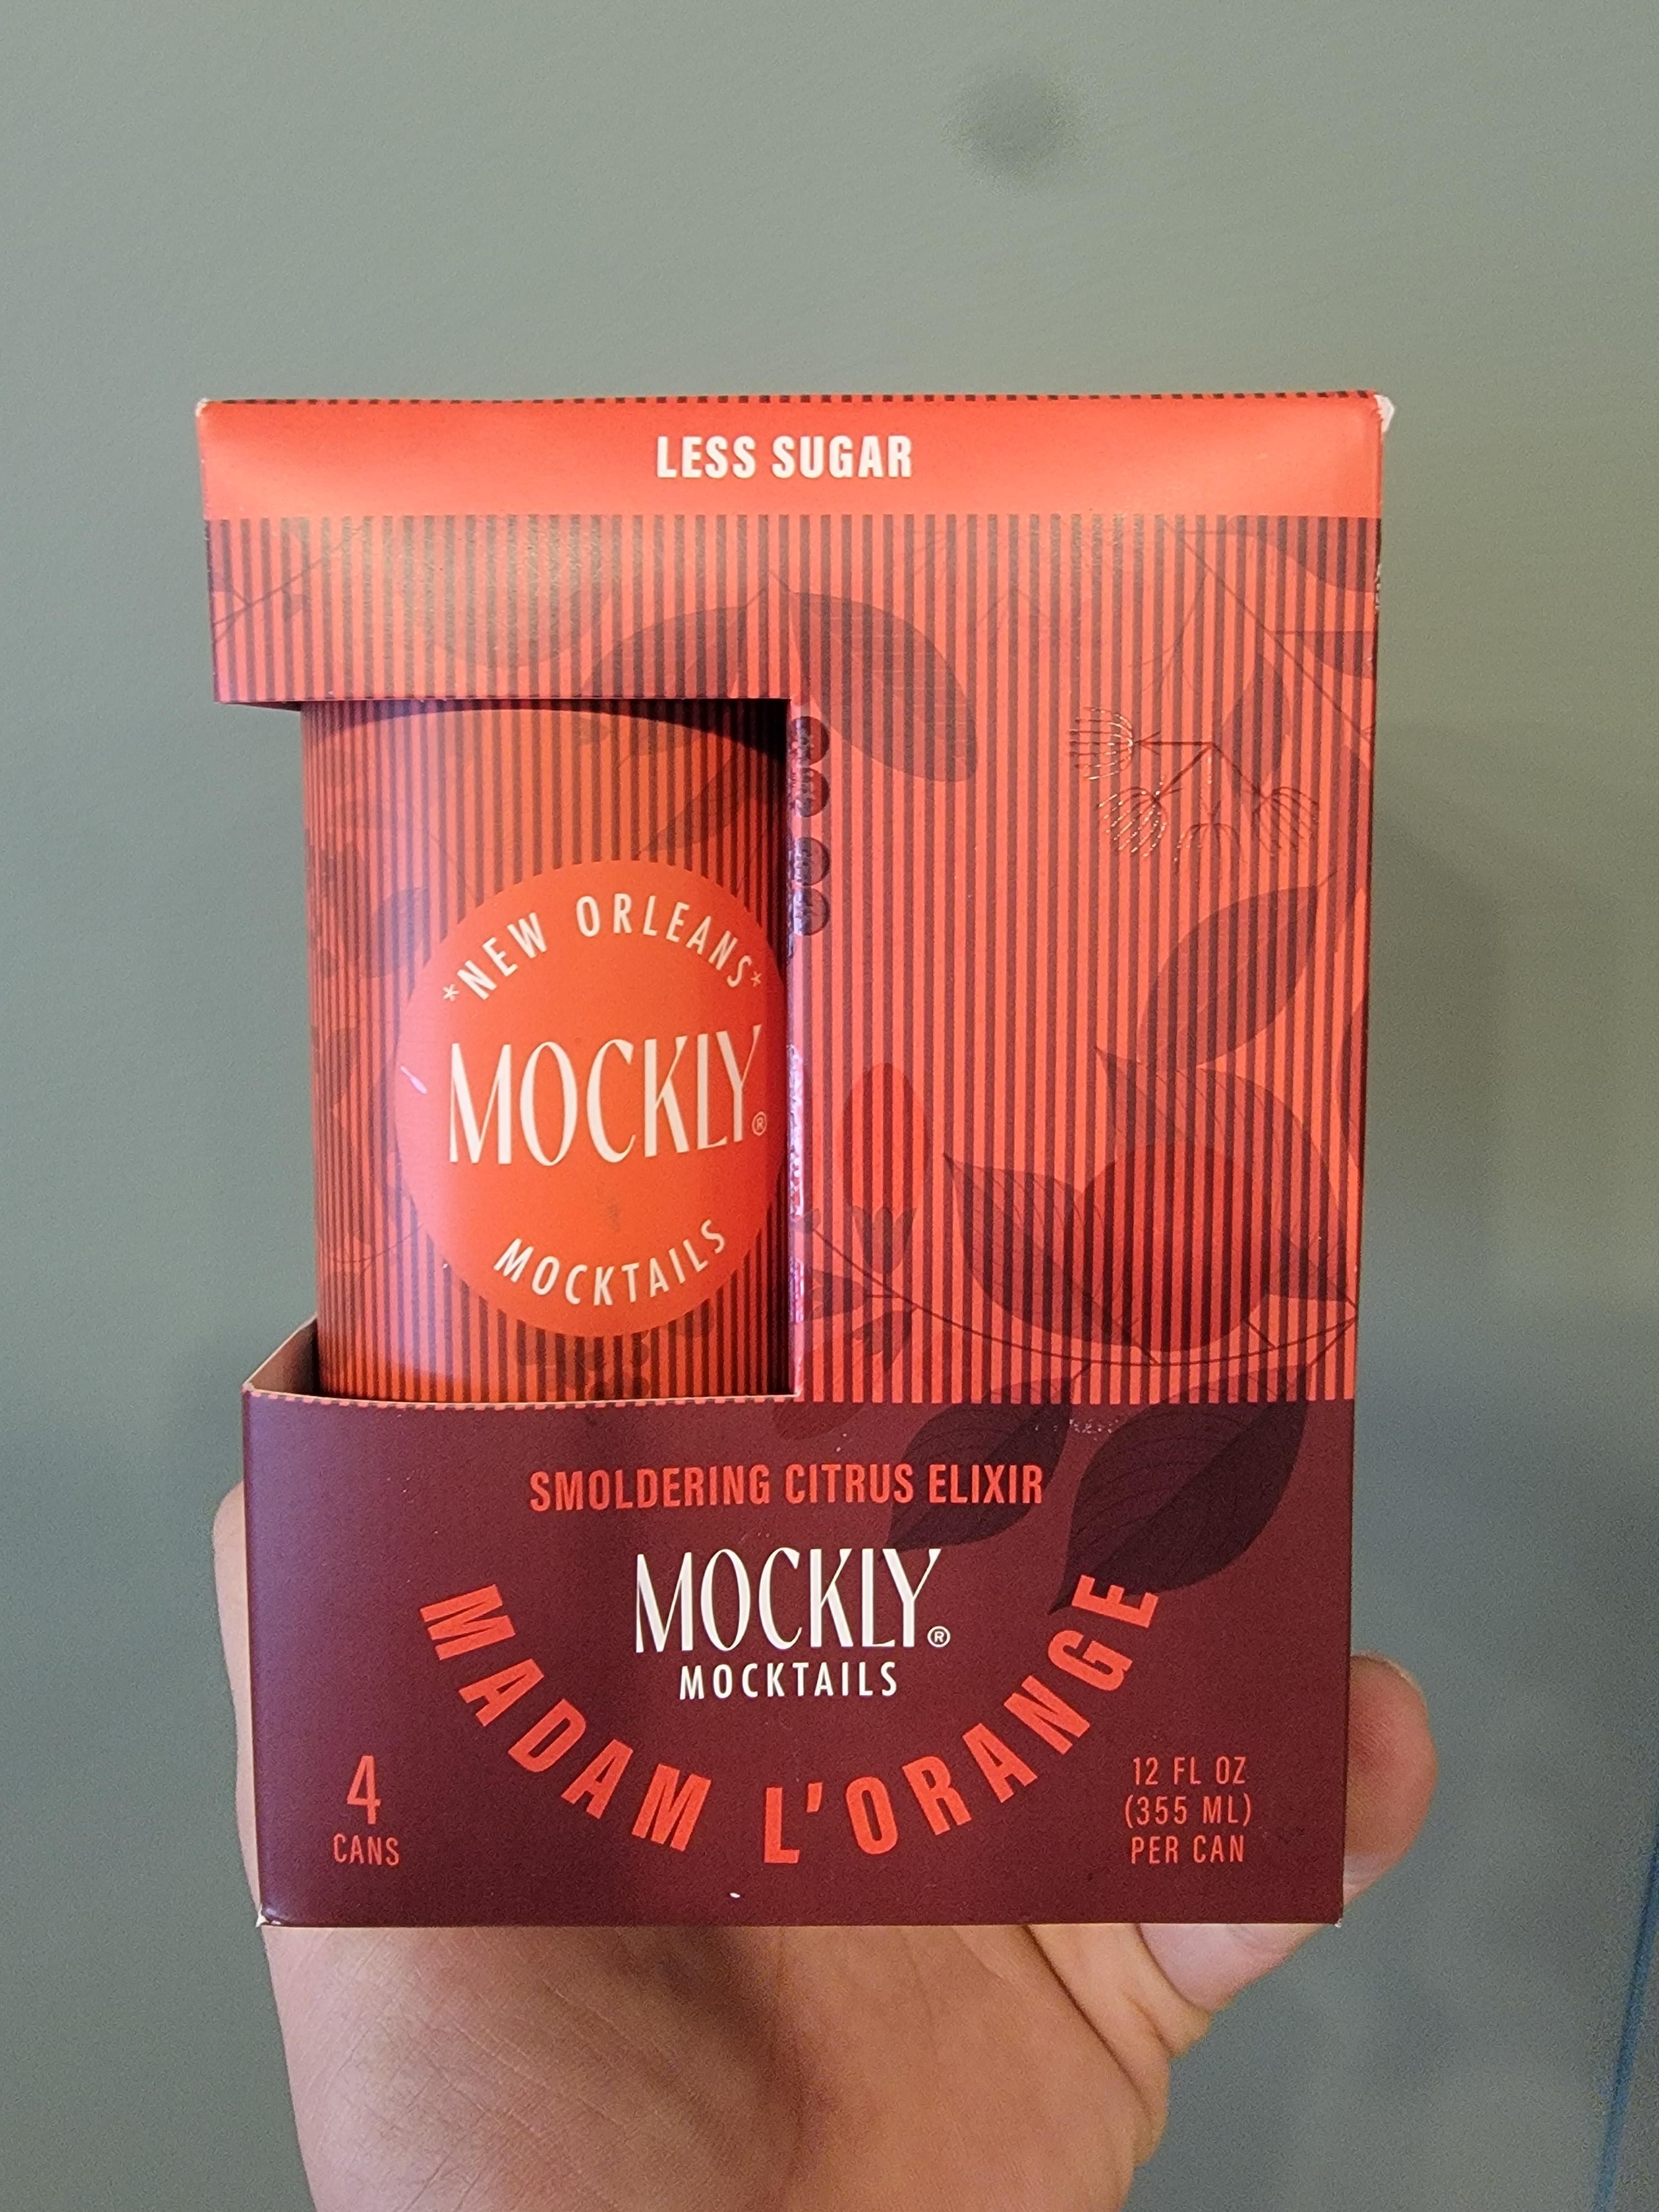 LESS SUGAR
*NEW ORLEANS*
MOCKLY®
MOCKTAILS
SMOLDERING CITRUS ELIXIR
MOCKLY®
MOCKTAILS
MADAM L'ORANGE
4
CANS
12 FL OZ
(355 ML)
PER CAN